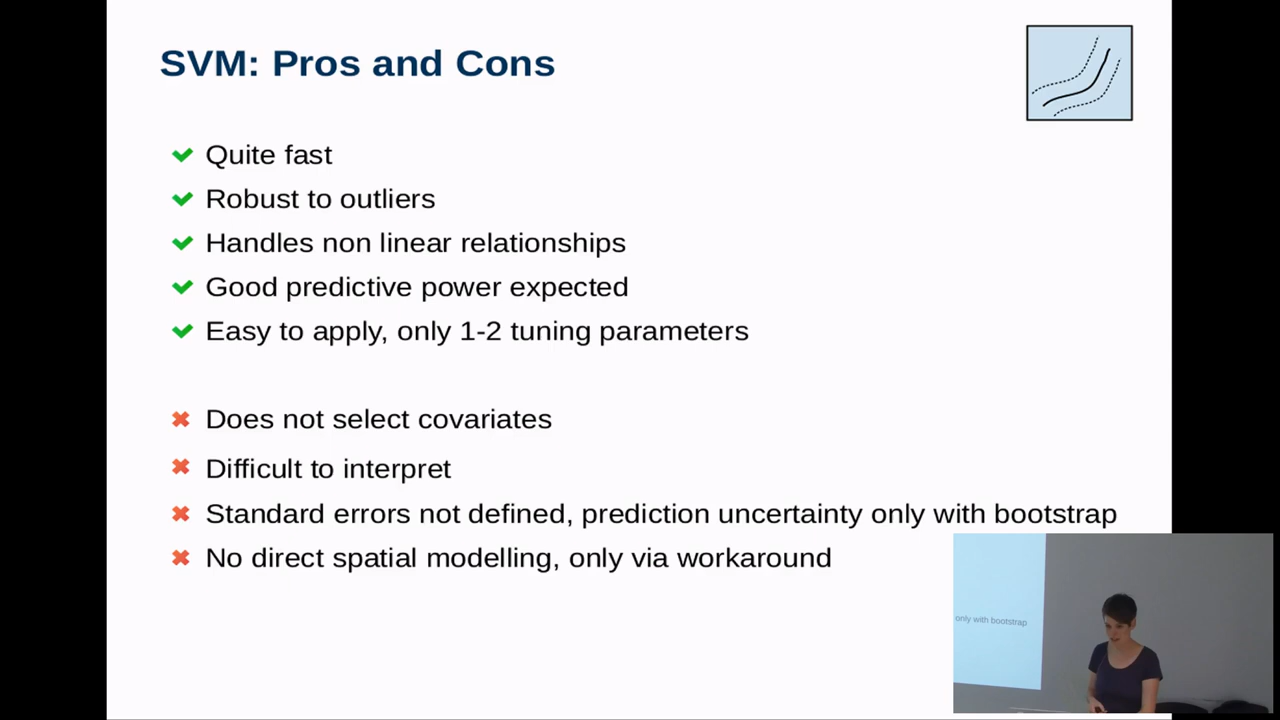 SVM: Pros and Cons
Quite fast
Robust to outliers
Handles non linear relationships
Good predictive power expected
Easy to apply, only 1-2 tuning parameters
Does not select covariates
Difficult to interpret
Standard errors not defined, prediction uncertainty only with bootstrap
No direct spatial modelling, only via workaround
only with bootstrap